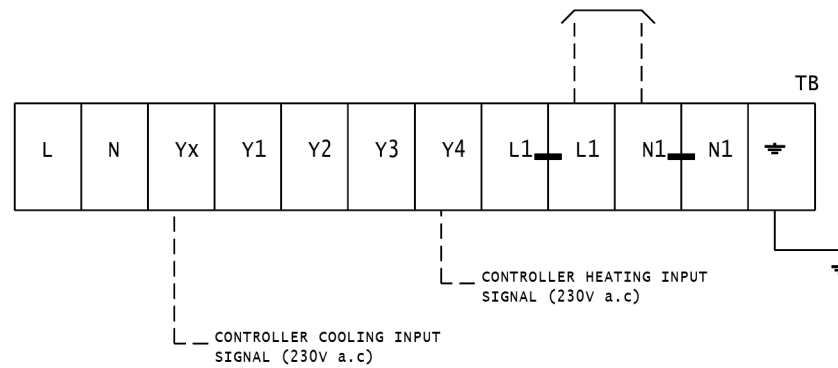 TB
L N Yx Y1 Y2 Y3 Y4 L1 L1 N1 N1
CONTROLLER HEATING INPUT
SIGNAL (230V a.c)
CONTROLLER COOLING INPUT
SIGNAL (230V a.c)